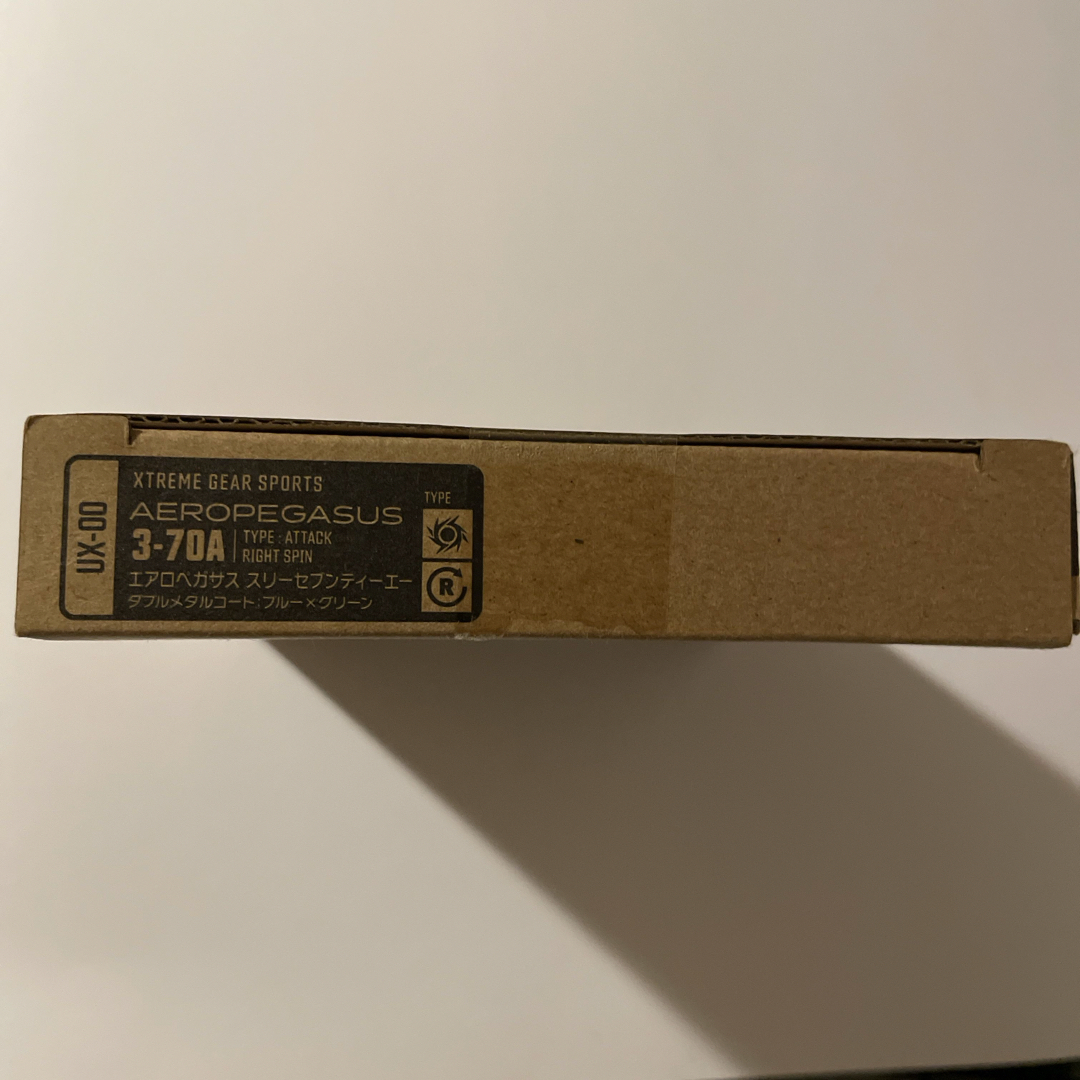 UX-00
XTREME GEAR SPORTS
AEROPEGASUS
3-70A
TYPE : ATTACK
RIGHT SPIN
TYPE
R
エアロペガサス スリーセブンティーエー
ダブルメタルコート:ブルー×グリーン